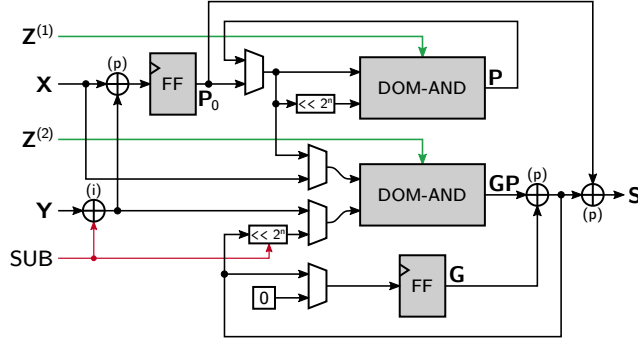 Z(1)
(p)
X
FF
P0
DOM-AND
P
<< 2ⁿ
Z(2)
(i)
Y
DOM-AND
GP
(p)
S
(p)
<< 2ⁿ
SUB
0
FF
G